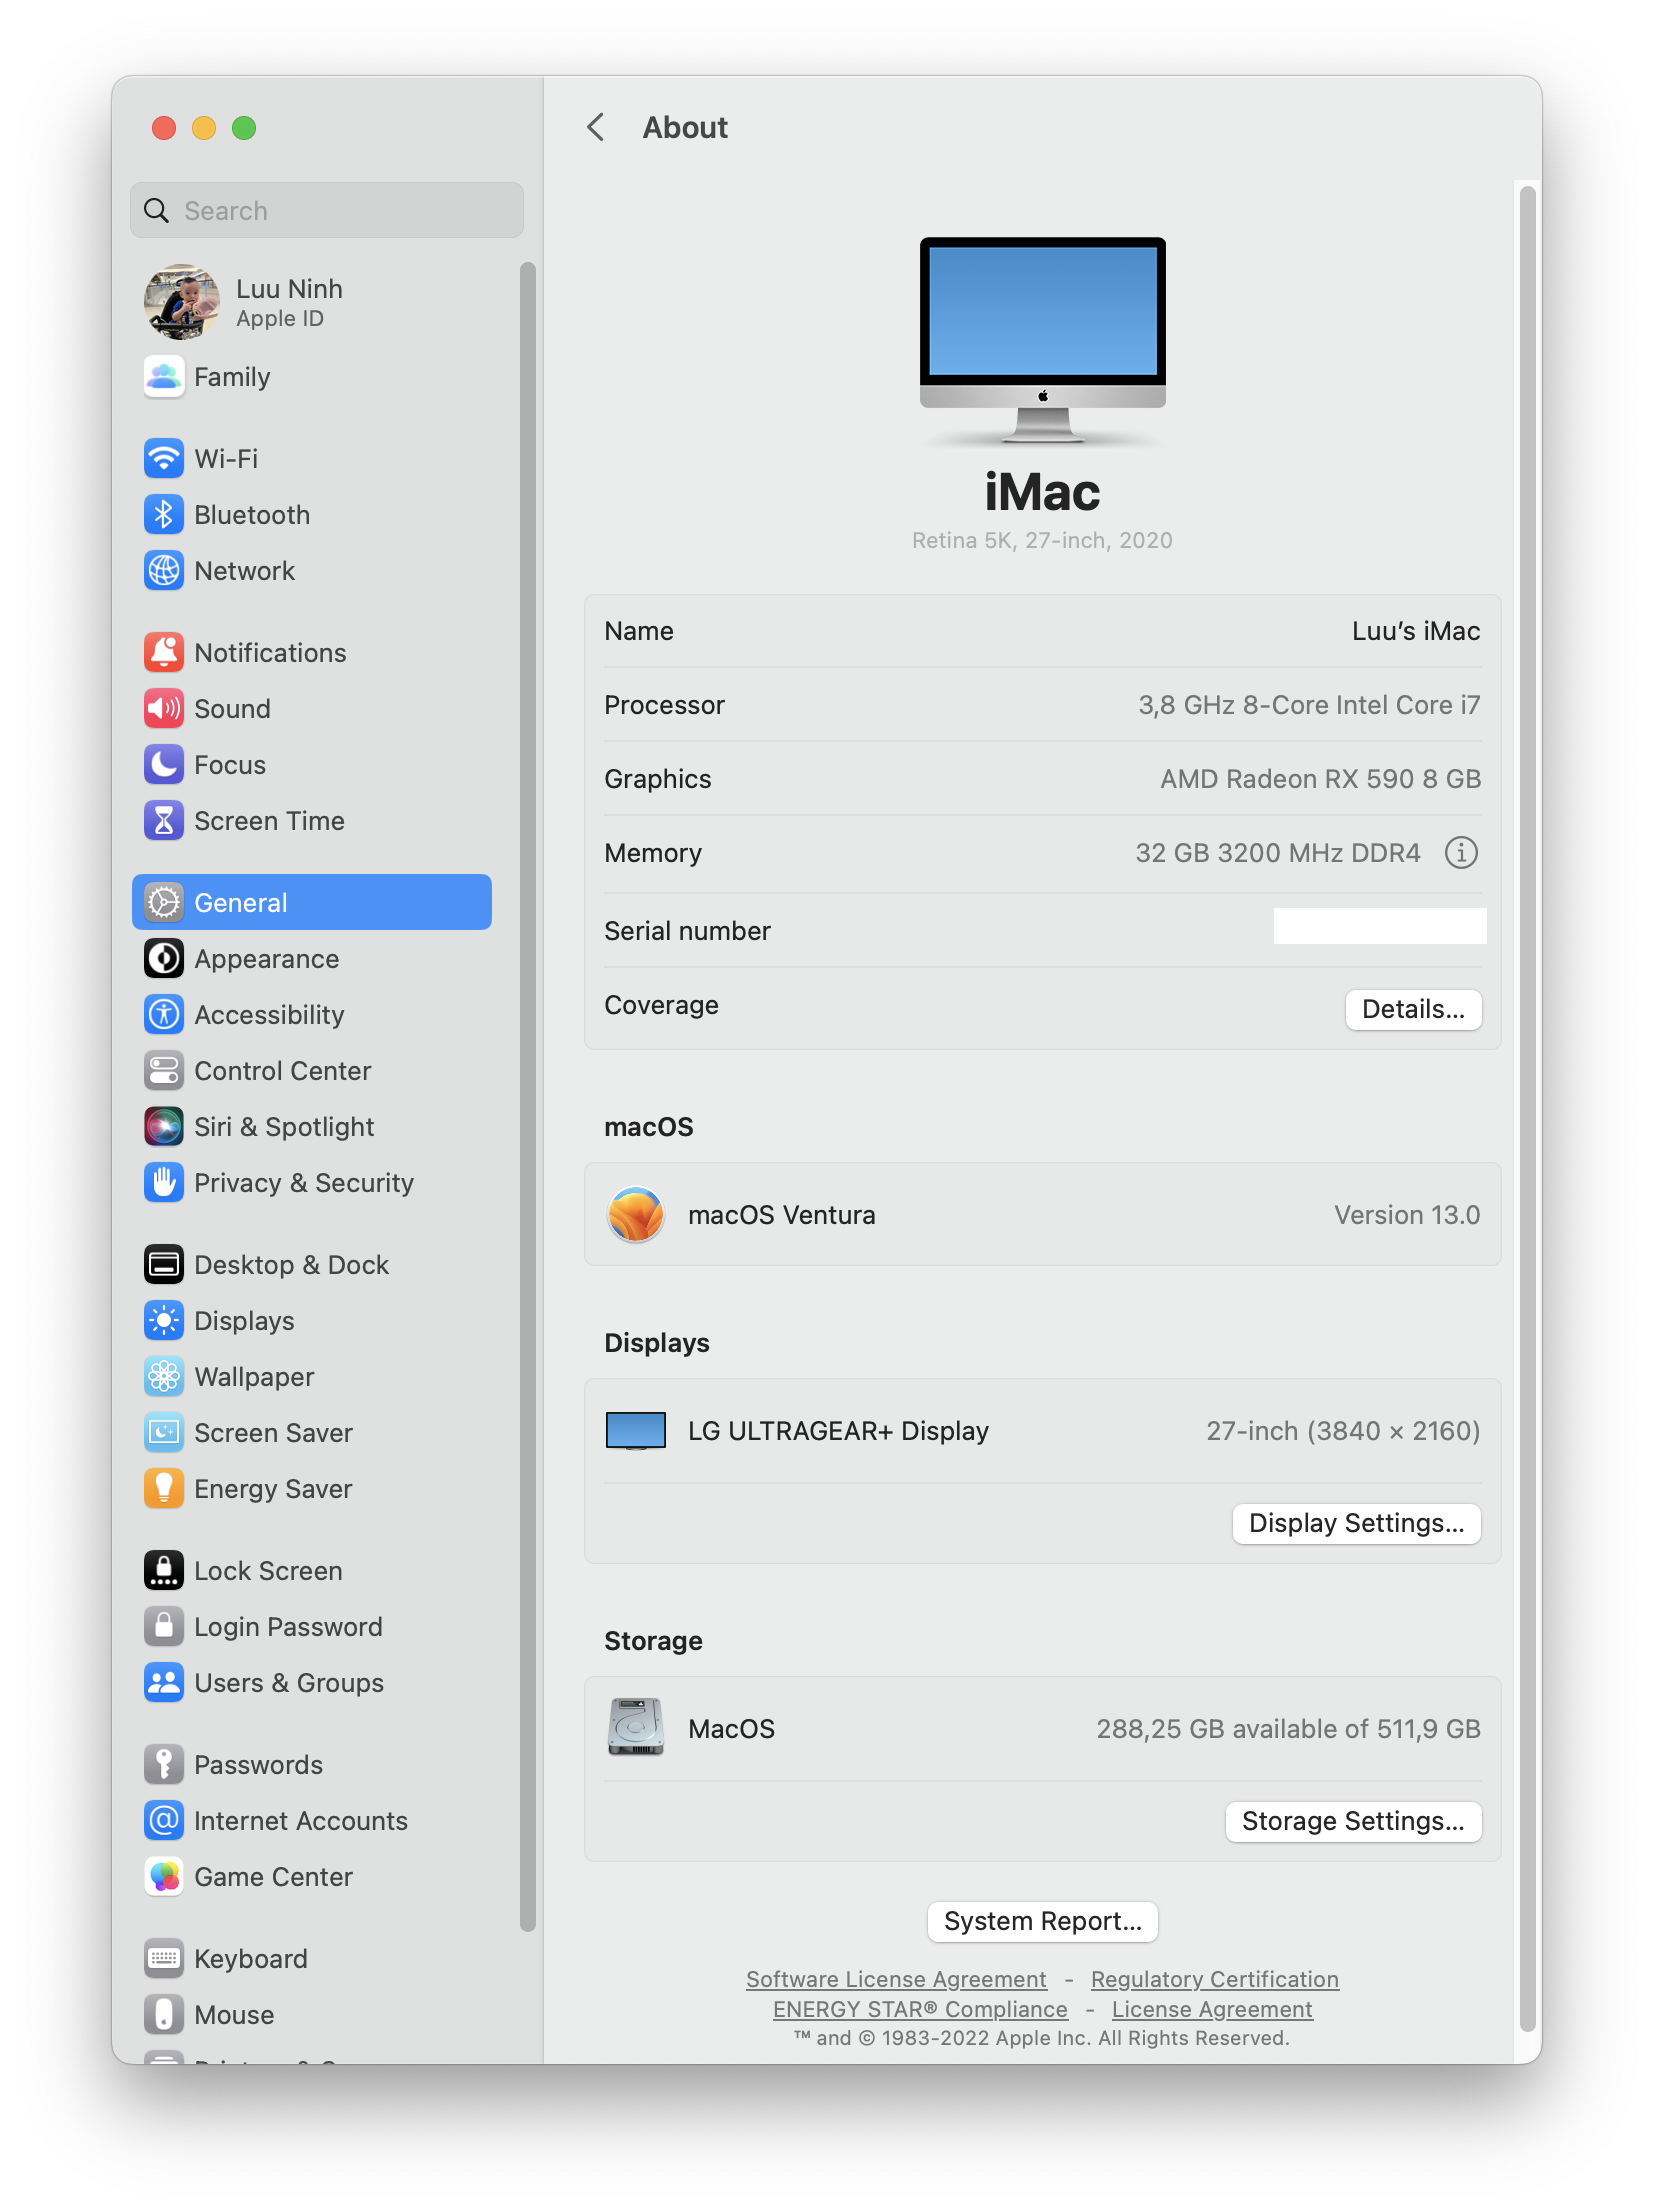 Search
Luu Ninh
Apple ID
Family
Wi-Fi
Bluetooth
Network
Notifications
Sound
Focus
Screen Time
General
Appearance
Accessibility
Control Center
Siri & Spotlight
Privacy & Security
Desktop & Dock
Displays
Wallpaper
Screen Saver
Energy Saver
Lock Screen
Login Password
Users & Groups
Passwords
Internet Accounts
Game Center
Keyboard
Mouse
About
iMac
Retina 5K, 27-inch, 2020
Name Luu’s iMac
Processor 3,8 GHz 8-Core Intel Core i7
Graphics AMD Radeon RX 590 8 GB
Memory 32 GB 3200 MHz DDR4
Serial number
Coverage Details...
macOS
macOS Ventura Version 13.0
Displays
LG ULTRAGEAR+ Display 27-inch (3840 × 2160)
Display Settings...
Storage
MacOS 288,25 GB available of 511,9 GB
Storage Settings...
System Report...
Software License Agreement - Regulatory Certification
ENERGY STAR® Compliance - License Agreement
™ and © 1983-2022 Apple Inc. All Rights Reserved.